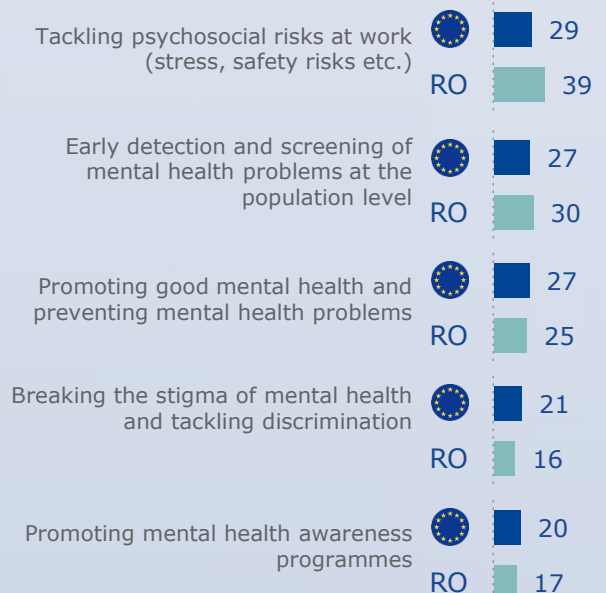 Tackling psychosocial risks at work
(stress, safety risks etc.)
29
RO 39
Early detection and screening of
mental health problems at the
population level
27
RO 30
Promoting good mental health and
preventing mental health problems
27
RO 25
Breaking the stigma of mental health
and tackling discrimination
21
RO 16
Promoting mental health awareness
programmes
20
RO 17